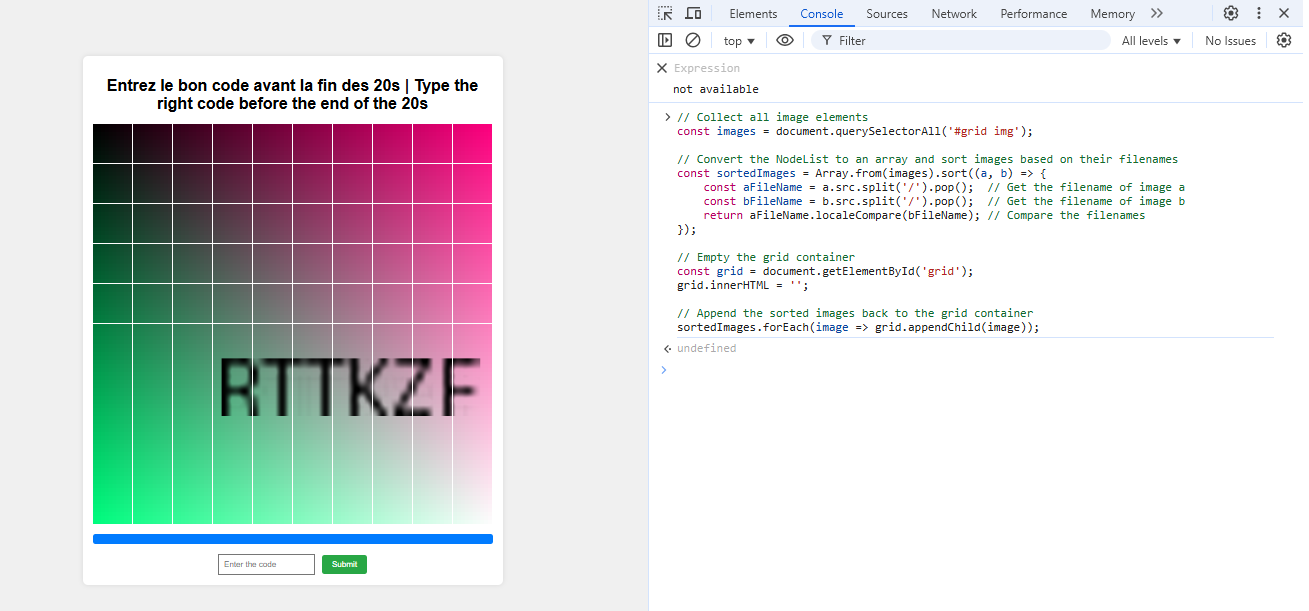 Entrez le bon code avant la fin des 20s | Type the
right code before the end of the 20s
RTTKZF
Enter the code
Submit
Elements Console Sources Network Performance Memory
top Filter All levels No Issues
Expression
not available
// Collect all image elements
const images = document.querySelectorAll('#grid img');
// Convert the NodeList to an array and sort images based on their filenames
const sortedImages = Array.from(images).sort((a, b) => {
    const aFileName = a.src.split('/').pop();  // Get the filename of image a
    const bFileName = b.src.split('/').pop();  // Get the filename of image b
    return aFileName.localeCompare(bFileName); // Compare the filenames
});
// Empty the grid container
const grid = document.getElementById('grid');
grid.innerHTML = '';
// Append the sorted images back to the grid container
sortedImages.forEach(image => grid.appendChild(image));
undefined